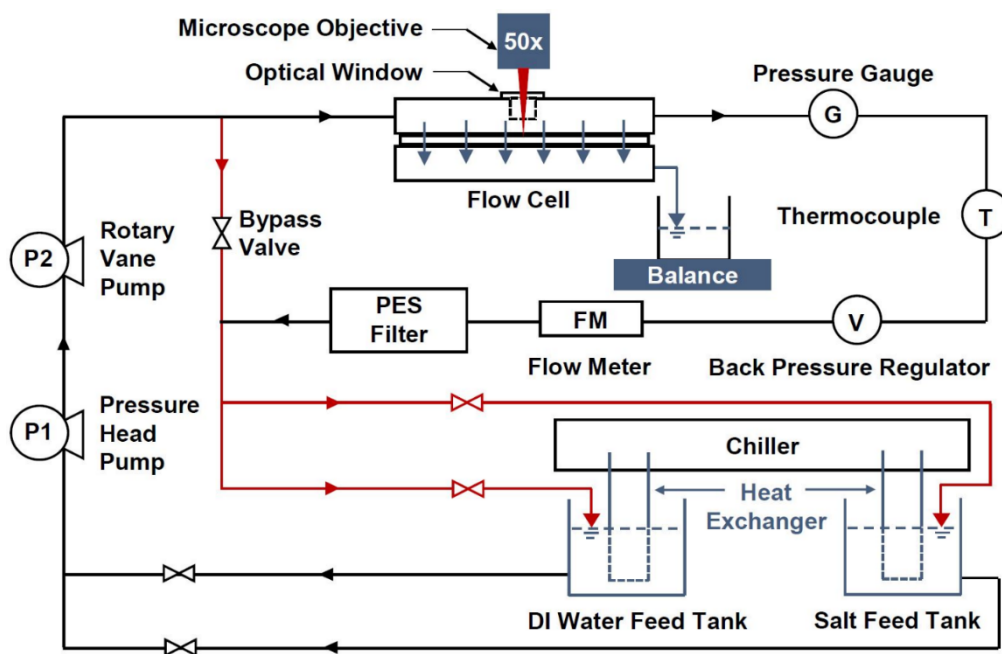 Microscope Objective
50x
Optical Window
Pressure Gauge
G
Flow Cell
Thermocouple
T
Bypass
Valve
P2
Rotary
Vane
Pump
Balance
PES
Filter
FM
V
Flow Meter
Back Pressure Regulator
P1
Pressure
Head
Pump
Chiller
Heat
Exchanger
DI Water Feed Tank
Salt Feed Tank